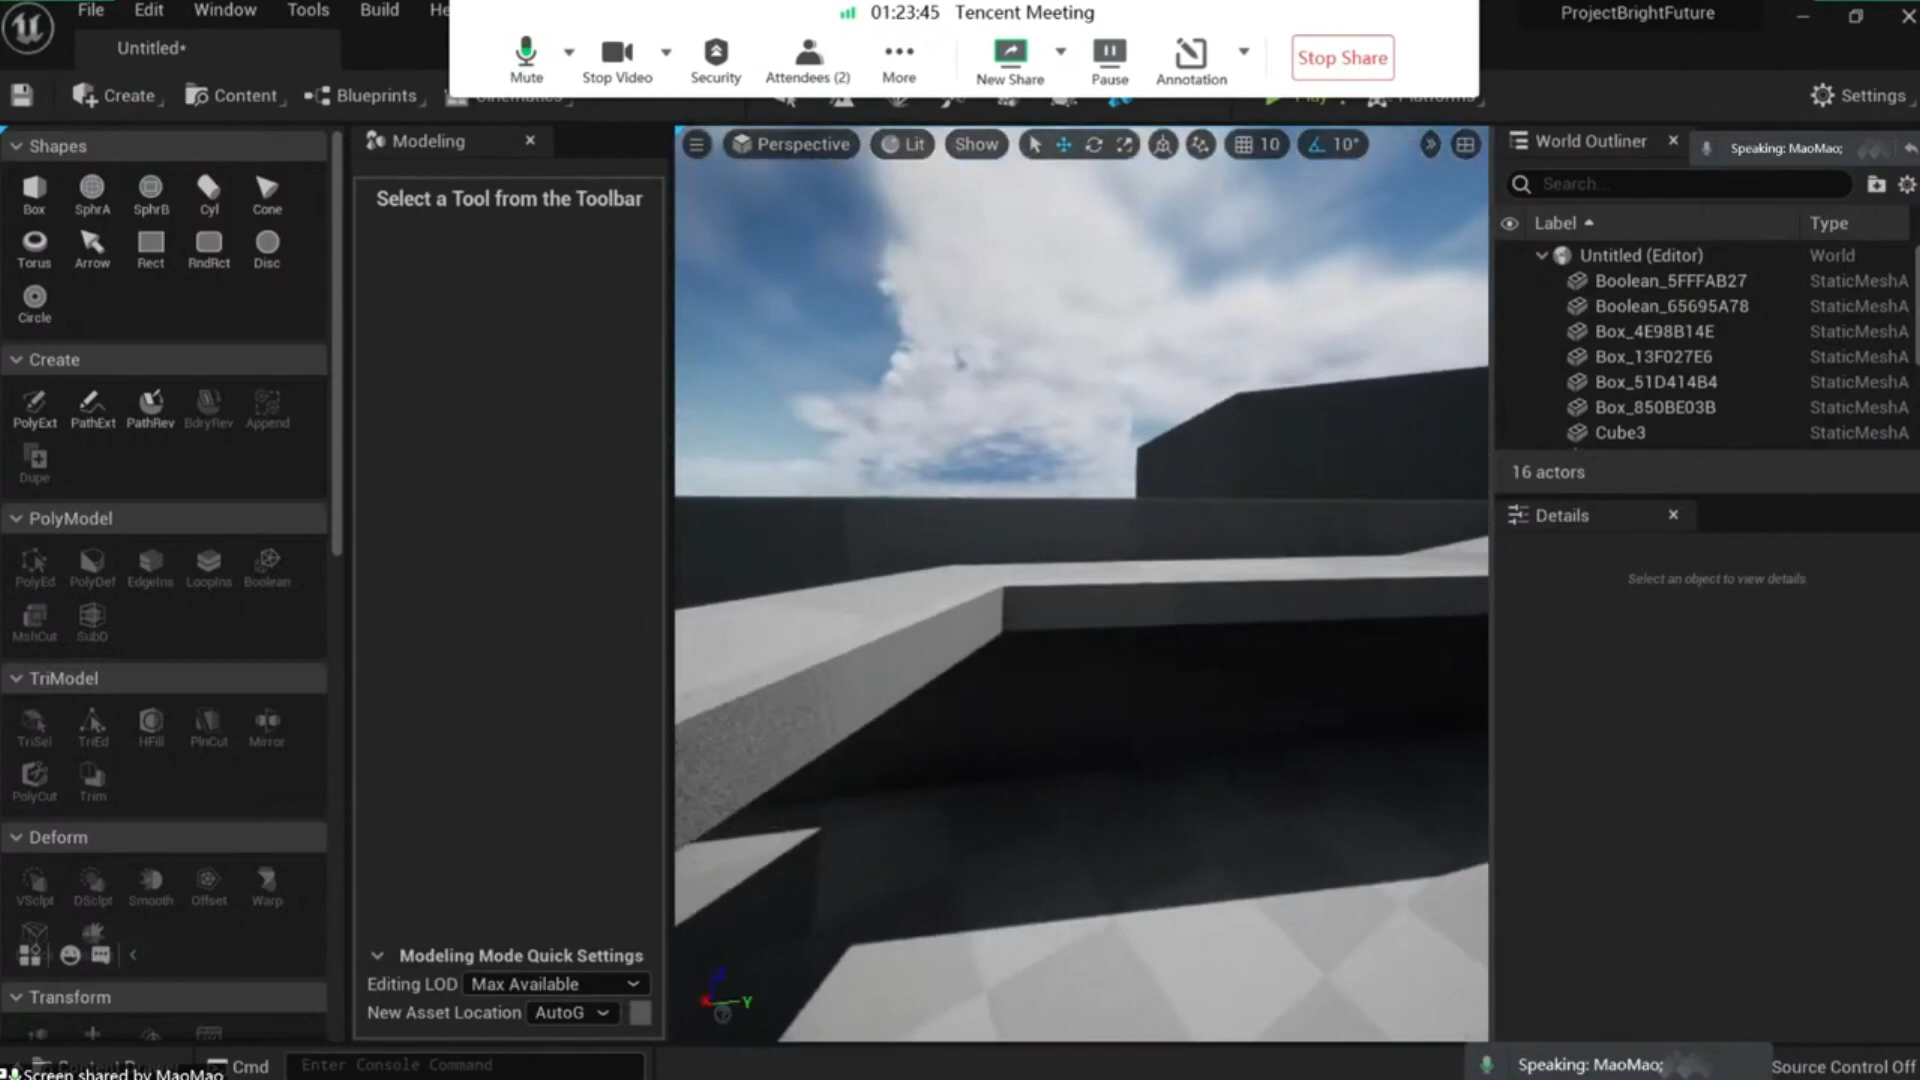 File Edit Window Tools Build He
01:23:45 Tencent Meeting
ProjectBrightFuture
Untitled*
Mute Stop Video Security Attendees (2) More New Share Pause Annotation Stop Share
Create Content Blueprints Cinematics Play Platforms Settings
Shapes
Box SphrA SphrB Cyl Cone
Torus Arrow Rect RndRct Disc
Circle
Create
PolyExt PathExt PathRev BdryRev Append
Dupe
PolyModel
PolyEd PolyDef EdgeIns LoopIns Boolean
MshCut SubD
TriModel
TriSel TriEd HFill PlnCut Mirror
PolyCut Trim
Deform
VSclpt DSclpt Smooth Offset Warp
Transform
Modeling
Select a Tool from the Toolbar
Modeling Mode Quick Settings
Editing LOD Max Available
New Asset Location AutoG
Perspective Lit Show 10 10°
Z
Y
World Outliner
Speaking: MaoMao;
Search...
Label Type
Untitled (Editor) World
Boolean_5FFFAB27 StaticMeshA
Boolean_65695A78 StaticMeshA
Box_4E98B14E StaticMeshA
Box_13F027E6 StaticMeshA
Box_51D414B4 StaticMeshA
Box_850BE03B StaticMeshA
Cube3 StaticMeshA
16 actors
Details
Select an object to view details.
Content Drawer Cmd Enter Console Command
Screen shared by MaoMao
Speaking: MaoMao;
Source Control Off